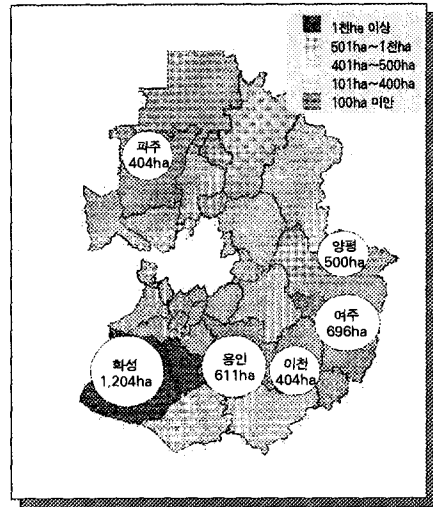 1천ha 이상
501ha~1천ha
401ha~500ha
101ha~400ha
100ha 미만
파주
404ha
양평
500ha
여주
696ha
화성
1,204ha
용인
611ha
이천
404ha